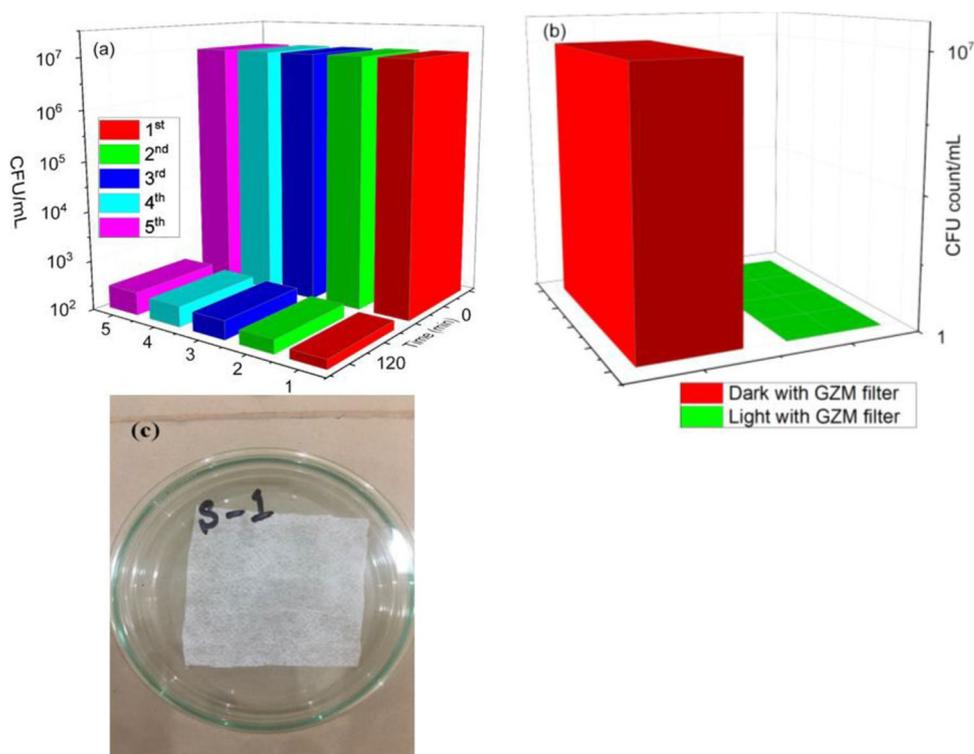 (a)
10⁷
10⁶
10⁵
10⁴
10³
10²
CFU/mL
1st
2nd
3rd
4th
5th
5
4
3
2
1
120
0
Time (min)
(b)
10⁷
1
CFU count/mL
Dark with GZM filter
Light with GZM filter
(c)
S-1